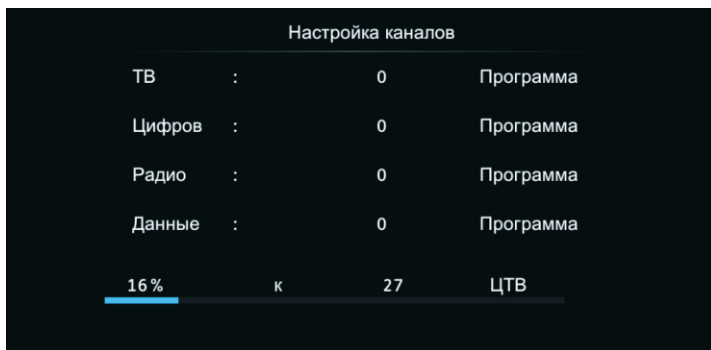 Настройка каналов
ТВ : 0 Программа
Цифров : 0 Программа
Радио : 0 Программа
Данные : 0 Программа
16% к 27 ЦТВ